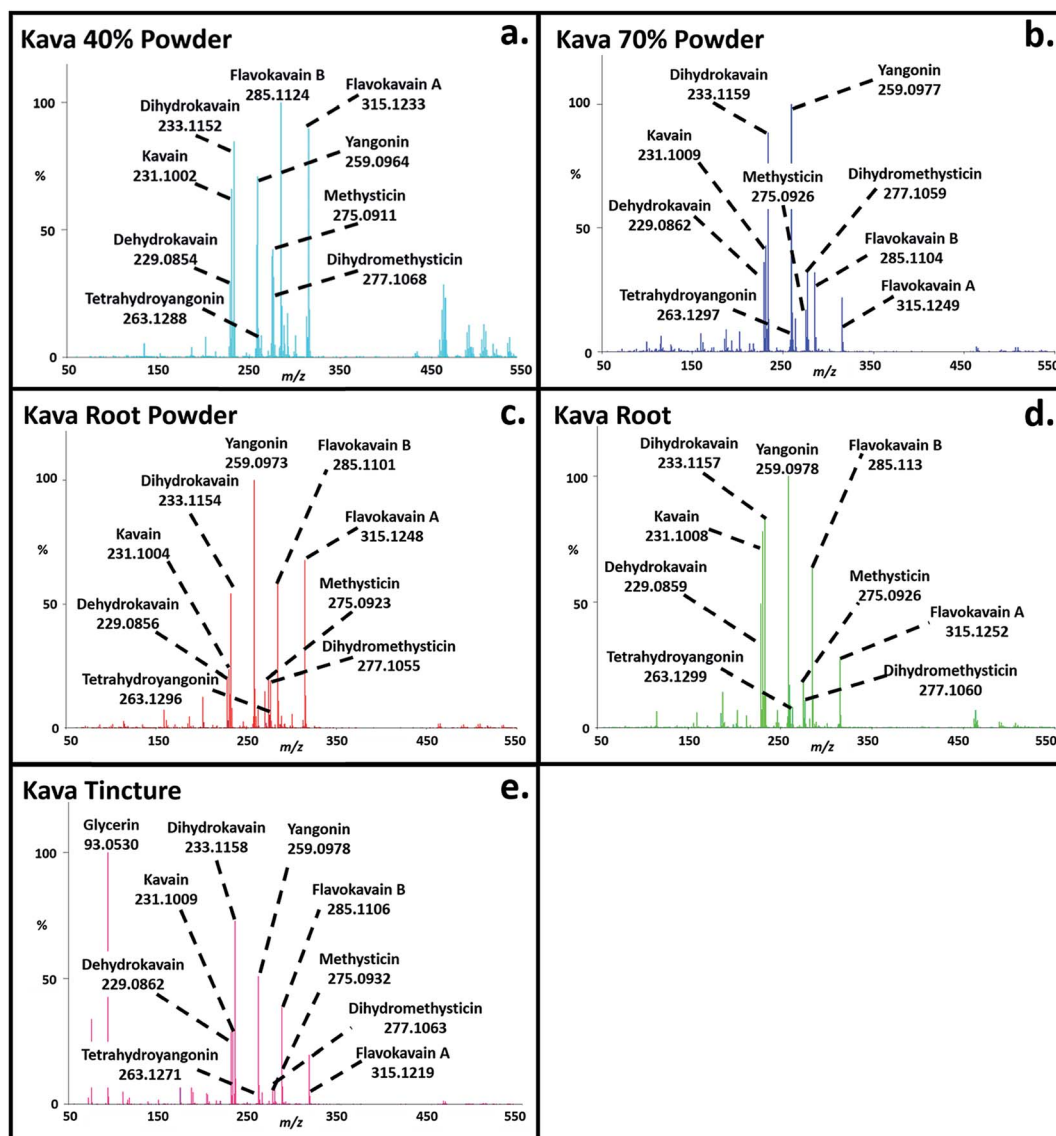 Kava 40% Powder
a.
Flavokavain B
285.1124
Flavokavain A
315.1233
Dihydrokavain
233.1152
Yangonin
259.0964
Kavain
231.1002
Methysticin
275.0911
Dehydrokavain
229.0854
Dihydromethysticin
277.1068
Tetrahydroyangonin
263.1288
100
%
50
0
50
150
250
350
450
550
m/z
Kava 70% Powder
b.
Dihydrokavain
233.1159
Yangonin
259.0977
Kavain
231.1009
Methysticin
275.0926
Dihydromethysticin
277.1059
Dehydrokavain
229.0862
Flavokavain B
285.1104
Tetrahydroyangonin
263.1297
Flavokavain A
315.1249
100
%
50
0
50
150
250
350
450
550
m/z
Kava Root Powder
c.
Yangonin
259.0973
Flavokavain B
285.1101
Dihydrokavain
233.1154
Flavokavain A
315.1248
Kavain
231.1004
Methysticin
275.0923
Dehydrokavain
229.0856
Dihydromethysticin
277.1055
Tetrahydroyangonin
263.1296
100
%
50
0
50
150
250
350
450
550
m/z
Kava Root
d.
Dihydrokavain
233.1157
Yangonin
259.0978
Flavokavain B
285.113
Kavain
231.1008
Dehydrokavain
229.0859
Methysticin
275.0926
Flavokavain A
315.1252
Tetrahydroyangonin
263.1299
Dihydromethysticin
277.1060
100
%
50
0
50
150
250
350
450
550
m/z
Kava Tincture
e.
Glycerin
93.0530
Dihydrokavain
233.1158
Yangonin
259.0978
Kavain
231.1009
Flavokavain B
285.1106
Dehydrokavain
229.0862
Methysticin
275.0932
Dihydromethysticin
277.1063
Tetrahydroyangonin
263.1271
Flavokavain A
315.1219
100
%
50
0
50
150
250
350
450
550
m/z